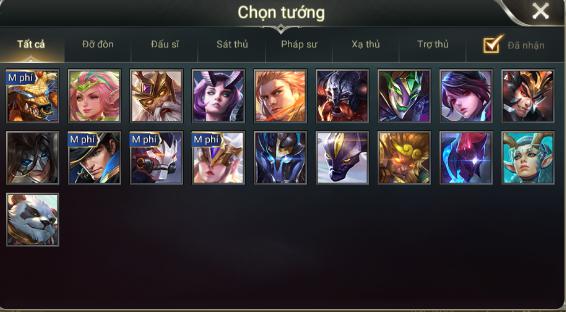 Chọn tướng
Tất cả Đỡ đòn Đấu sĩ Sát thủ Pháp sư Xạ thủ Trợ thủ Đã nhận
M phí
M phí M phí M phí